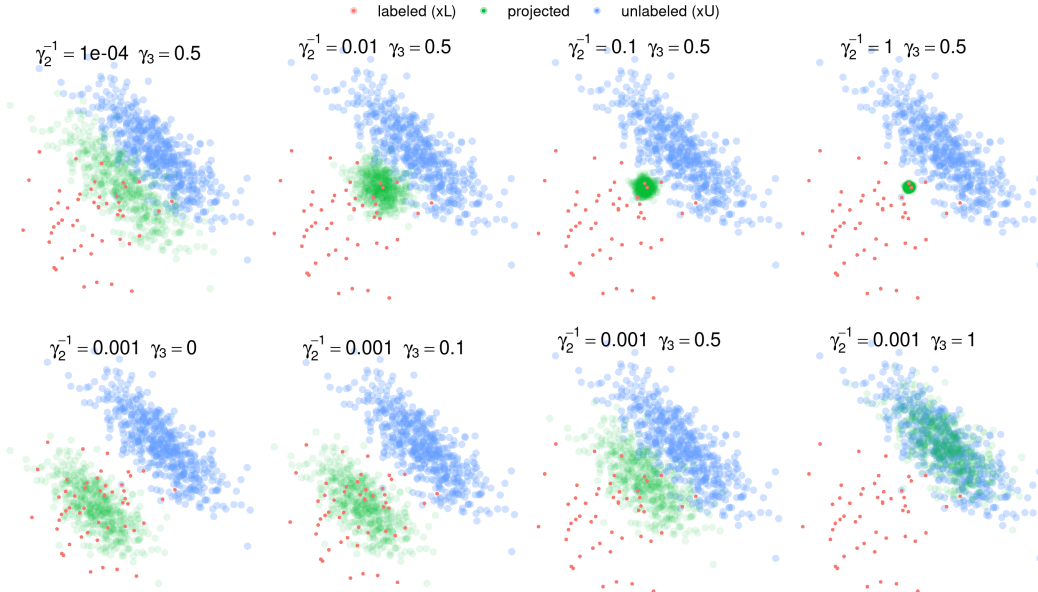 labeled (xL) projected unlabeled (xU)
γ₂⁻¹ = 1e-04 γ₃ = 0.5
γ₂⁻¹ = 0.01 γ₃ = 0.5
γ₂⁻¹ = 0.1 γ₃ = 0.5
γ₂⁻¹ = 1 γ₃ = 0.5
γ₂⁻¹ = 0.001 γ₃ = 0
γ₂⁻¹ = 0.001 γ₃ = 0.1
γ₂⁻¹ = 0.001 γ₃ = 0.5
γ₂⁻¹ = 0.001 γ₃ = 1